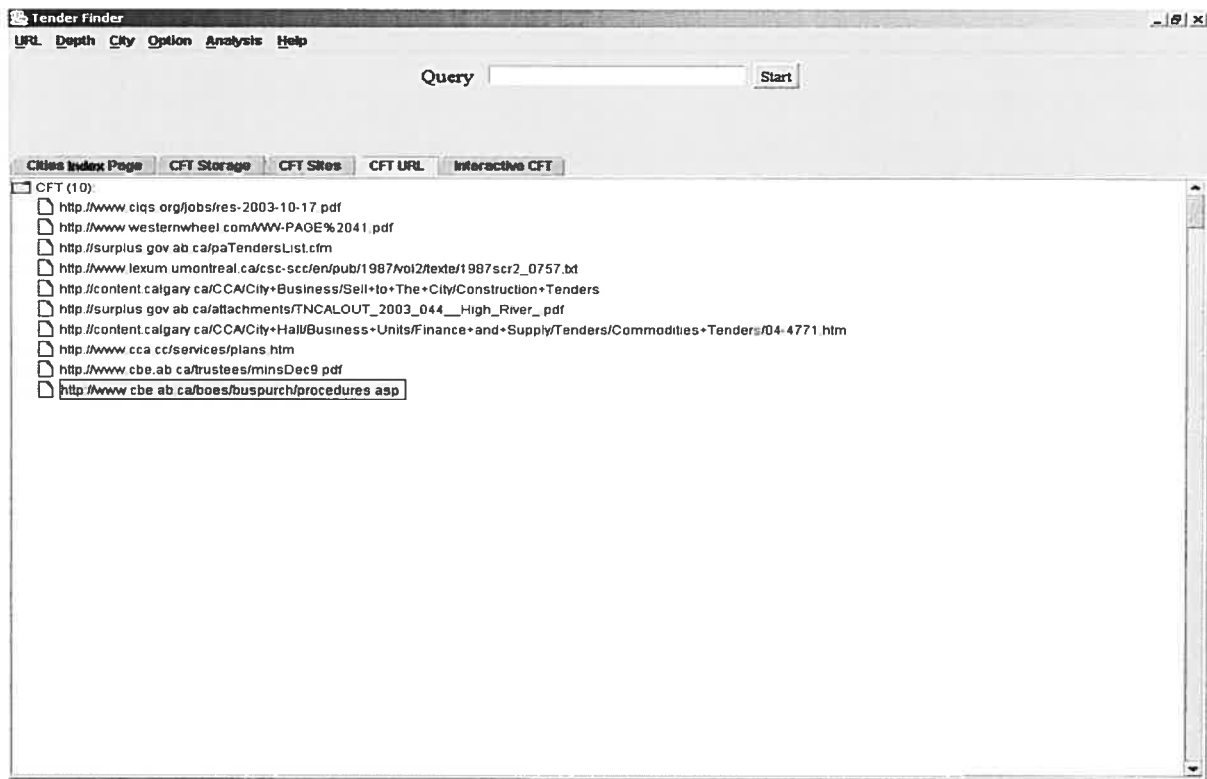 Tender Finder
URL Depth City Option Analysis Help
Query Start
Cities Index Page CFT Storage CFT Sites CFT URL Interactive CFT
CFT (10)
http://www.ciqs.org/jobs/res-2003-10-17.pdf
http://www.westernwheel.com/WW-PAGE%2041.pdf
http://surplus.gov.ab.ca/paTendersList.cfm
http://www.lexum.umontreal.ca/csc-scc/en/pub/1987/vol2/texte/1987scr2_0757.txt
http://content.calgary.ca/CCA/City+Business/Sell+to+The+City/Construction+Tenders
http://surplus.gov.ab.ca/attachments/TNCALOUT_2003_044__High_River_.pdf
http://content.calgary.ca/CCA/City+Hall/Business+Units/Finance+and+Supply/Tenders/Commodities+Tenders/04-4771.htm
http://www.cca.cc/services/plans.htm
http://www.cbe.ab.ca/trustees/minsDec9.pdf
http://www.cbe.ab.ca/boes/buspurch/procedures.asp